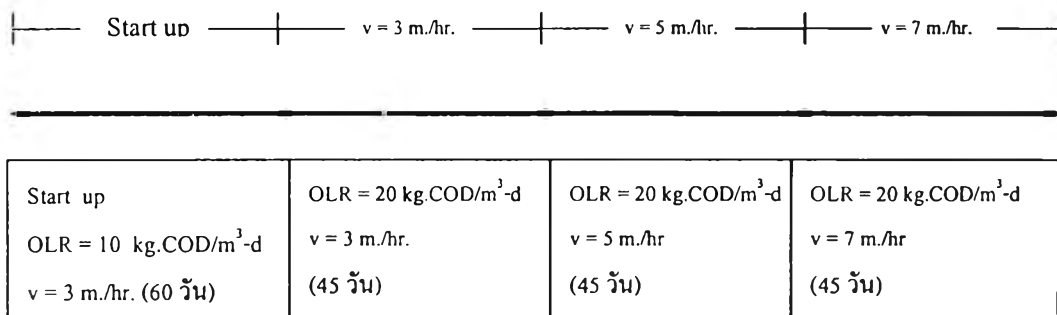 Start up v = 3 m./hr. v = 5 m./hr. v = 7 m./hr.
Start up
OLR = 10 kg.COD/m³-d
v = 3 m./hr. (60 วัน)
OLR = 20 kg.COD/m³-d
v = 3 m./hr.
(45 วัน)
OLR = 20 kg.COD/m³-d
v = 5 m./hr
(45 วัน)
OLR = 20 kg.COD/m³-d
v = 7 m./hr
(45 วัน)